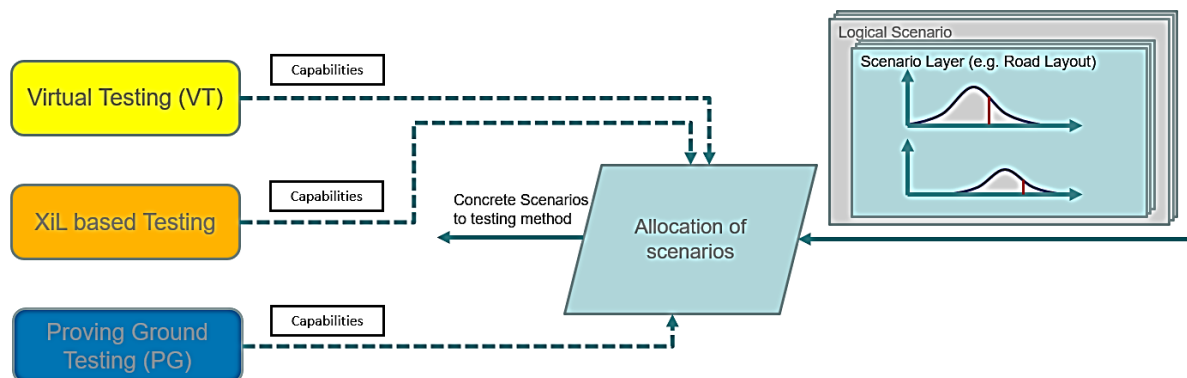 Logical Scenario
Scenario Layer (e.g. Road Layout)
Capabilities
Virtual Testing (VT)
Capabilities
XiL based Testing
Concrete Scenarios
to testing method
Allocation of
scenarios
Capabilities
Proving Ground
Testing (PG)